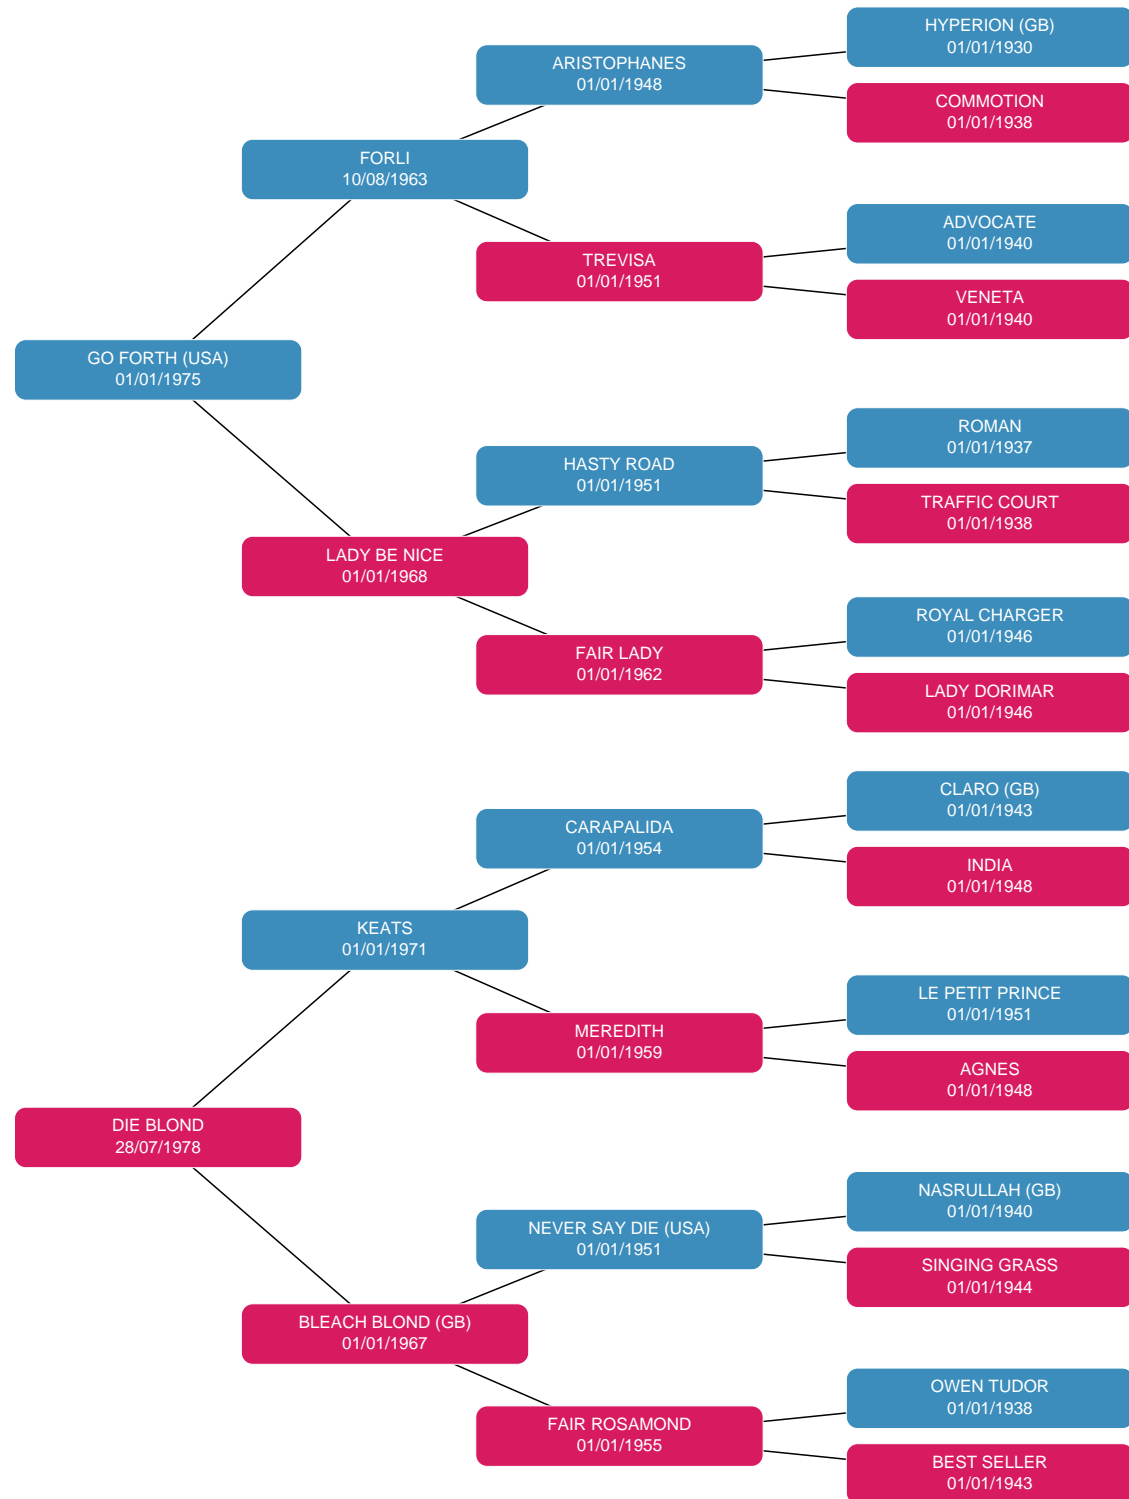 HYPERION (GB)
01/01/1930
ARISTOPHANES
01/01/1948
COMMOTION
01/01/1938
FORLI
10/08/1963
ADVOCATE
01/01/1940
TREVISA
01/01/1951
VENETA
01/01/1940
GO FORTH (USA)
01/01/1975
ROMAN
01/01/1937
HASTY ROAD
01/01/1951
TRAFFIC COURT
01/01/1938
LADY BE NICE
01/01/1968
ROYAL CHARGER
01/01/1946
FAIR LADY
01/01/1962
LADY DORIMAR
01/01/1946
CLARO (GB)
01/01/1943
CARAPALIDA
01/01/1954
INDIA
01/01/1948
KEATS
01/01/1971
LE PETIT PRINCE
01/01/1951
MEREDITH
01/01/1959
AGNES
01/01/1948
DIE BLOND
28/07/1978
NASRULLAH (GB)
01/01/1940
NEVER SAY DIE (USA)
01/01/1951
SINGING GRASS
01/01/1944
BLEACH BLOND (GB)
01/01/1967
OWEN TUDOR
01/01/1938
FAIR ROSAMOND
01/01/1955
BEST SELLER
01/01/1943